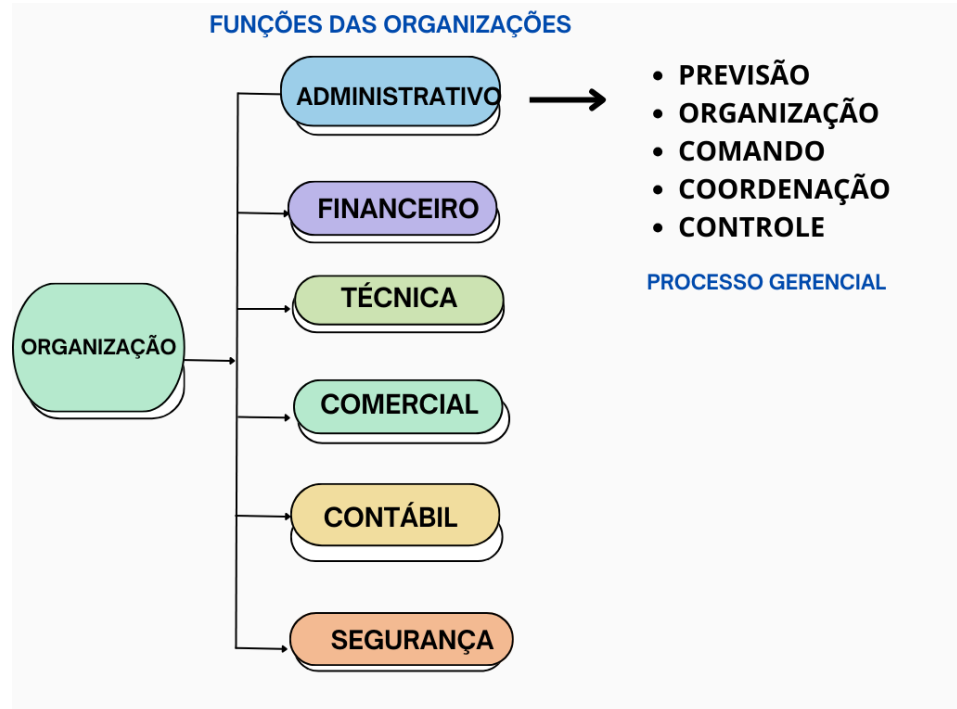 FUNÇÕES DAS ORGANIZAÇÕES
ADMINISTRATIVO
• PREVISÃO
• ORGANIZAÇÃO
• COMANDO
• COORDENAÇÃO
• CONTROLE
PROCESSO GERENCIAL
FINANCEIRO
TÉCNICA
ORGANIZAÇÃO
COMERCIAL
CONTÁBIL
SEGURANÇA